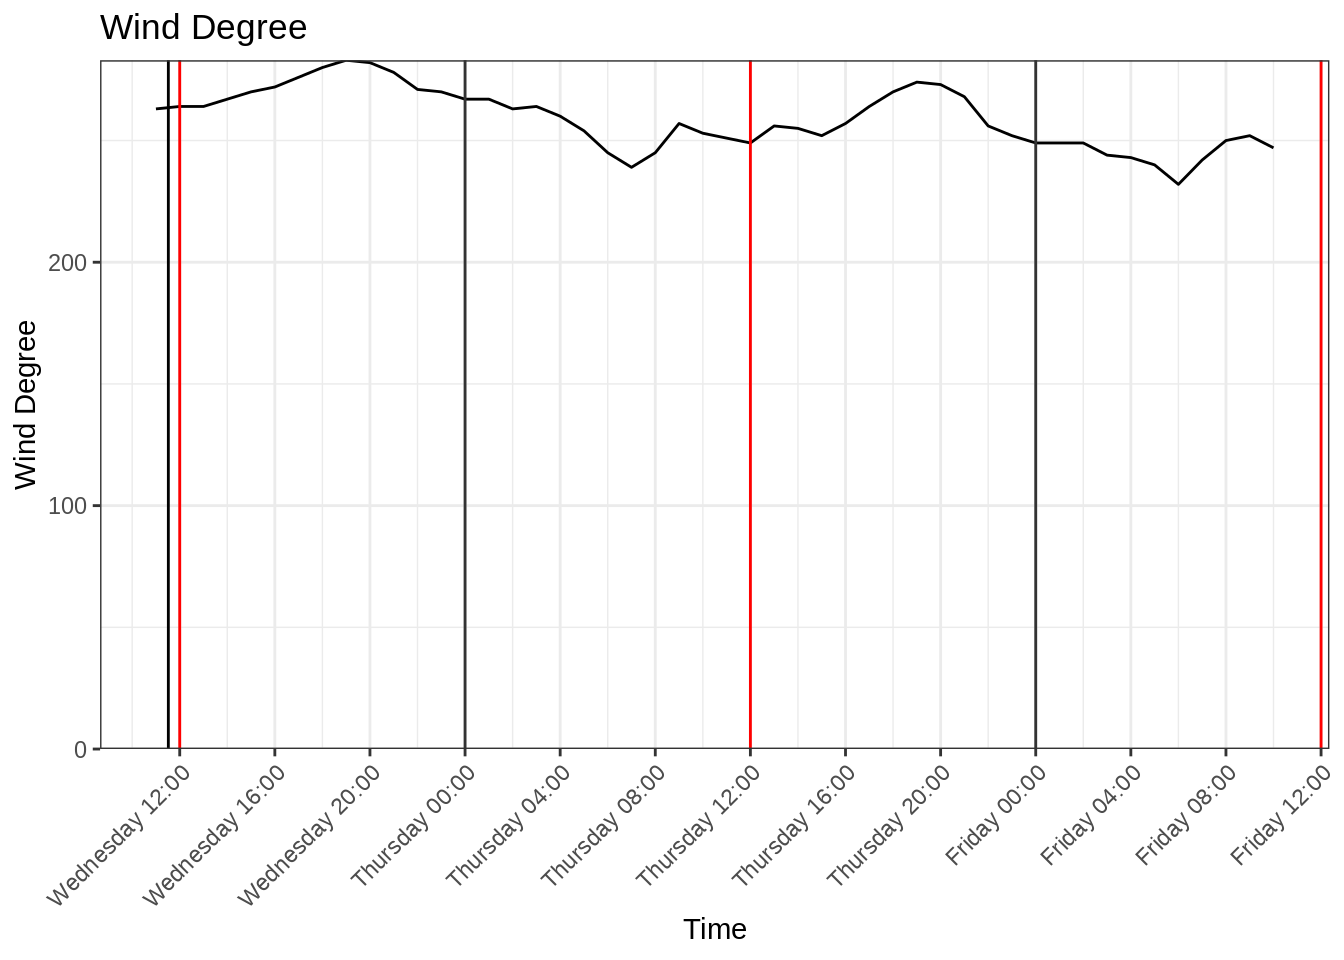 Wind Degree
Wind Degree
200
100
0
Wednesday 12:00
Wednesday 16:00
Wednesday 20:00
Thursday 00:00
Thursday 04:00
Thursday 08:00
Thursday 12:00
Thursday 16:00
Thursday 20:00
Friday 00:00
Friday 04:00
Friday 08:00
Friday 12:00
Time